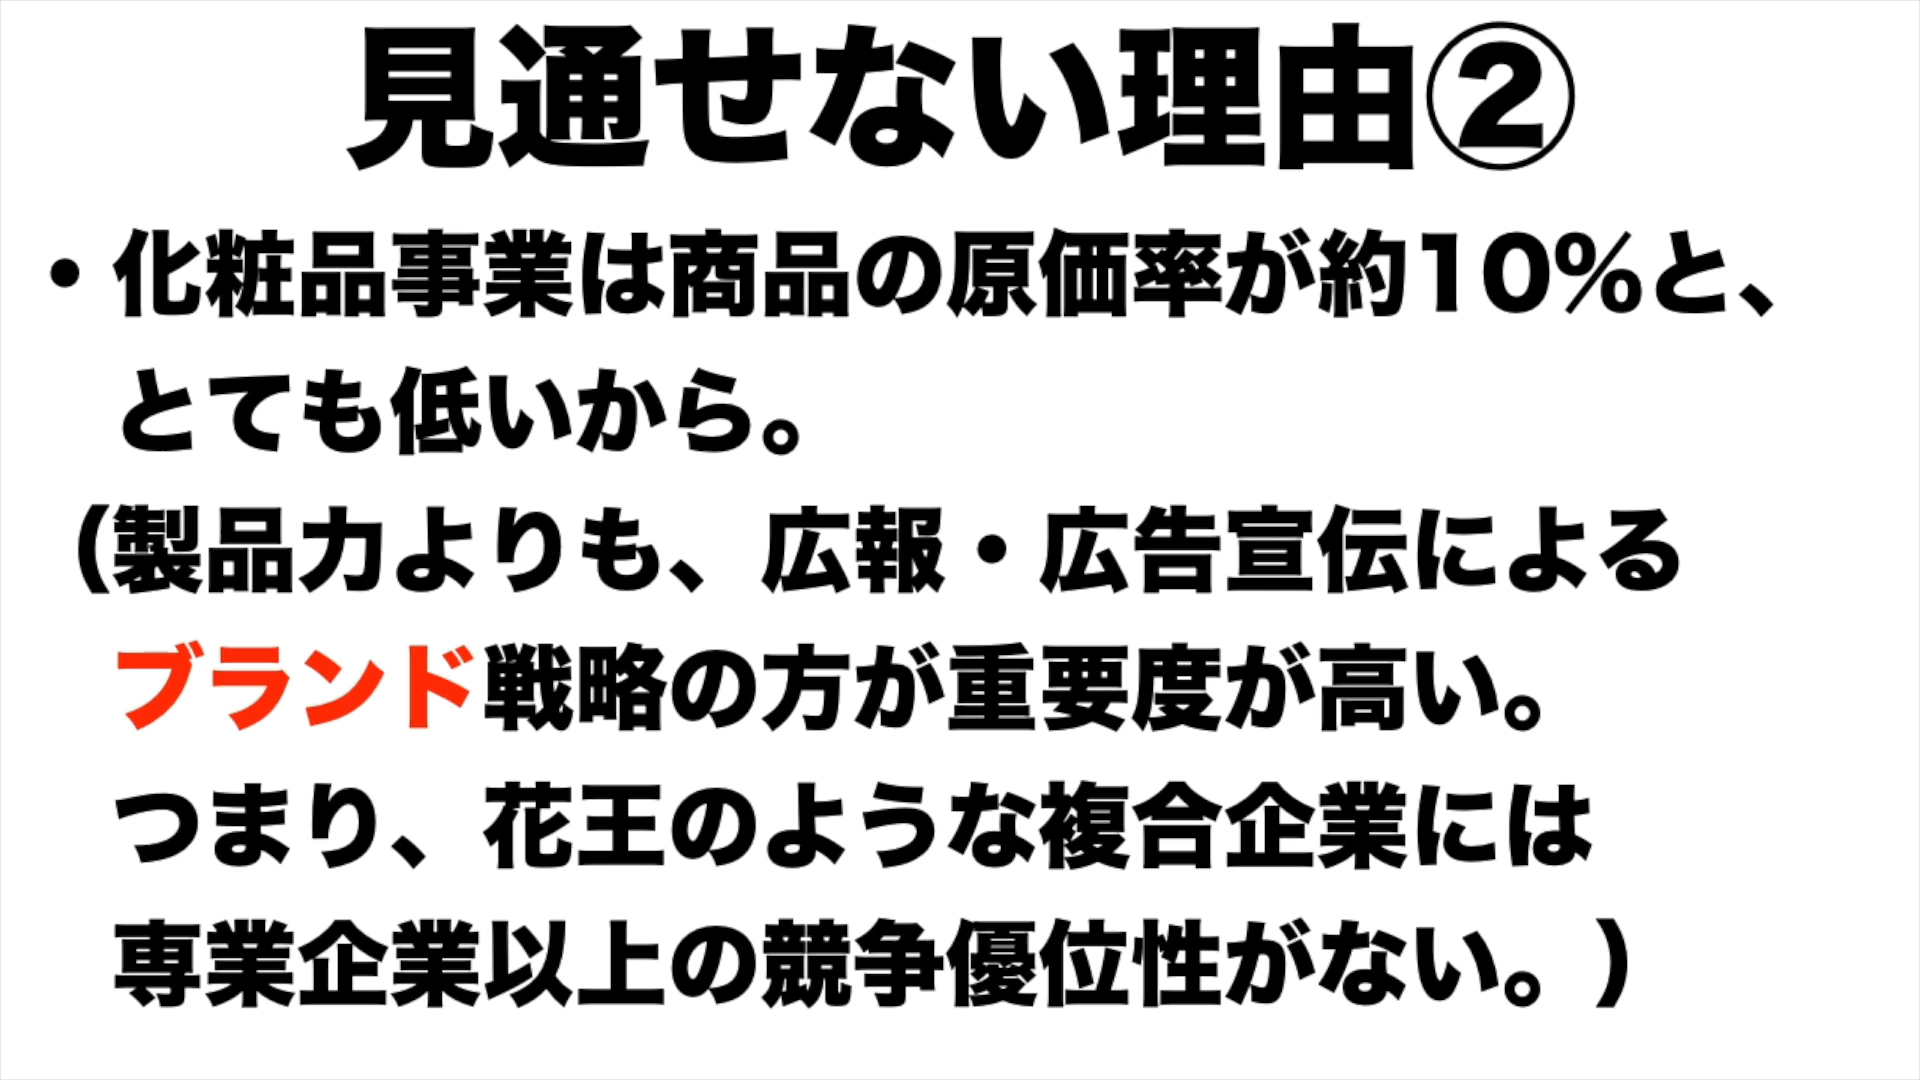 見通せない理由②
・化粧品事業は商品の原価率が約10%と、
とても低いから。
(製品力よりも、広報・広告宣伝による
ブランド戦略の方が重要度が高い。
つまり、花王のような複合企業には
専業企業以上の競争優位性がない。)